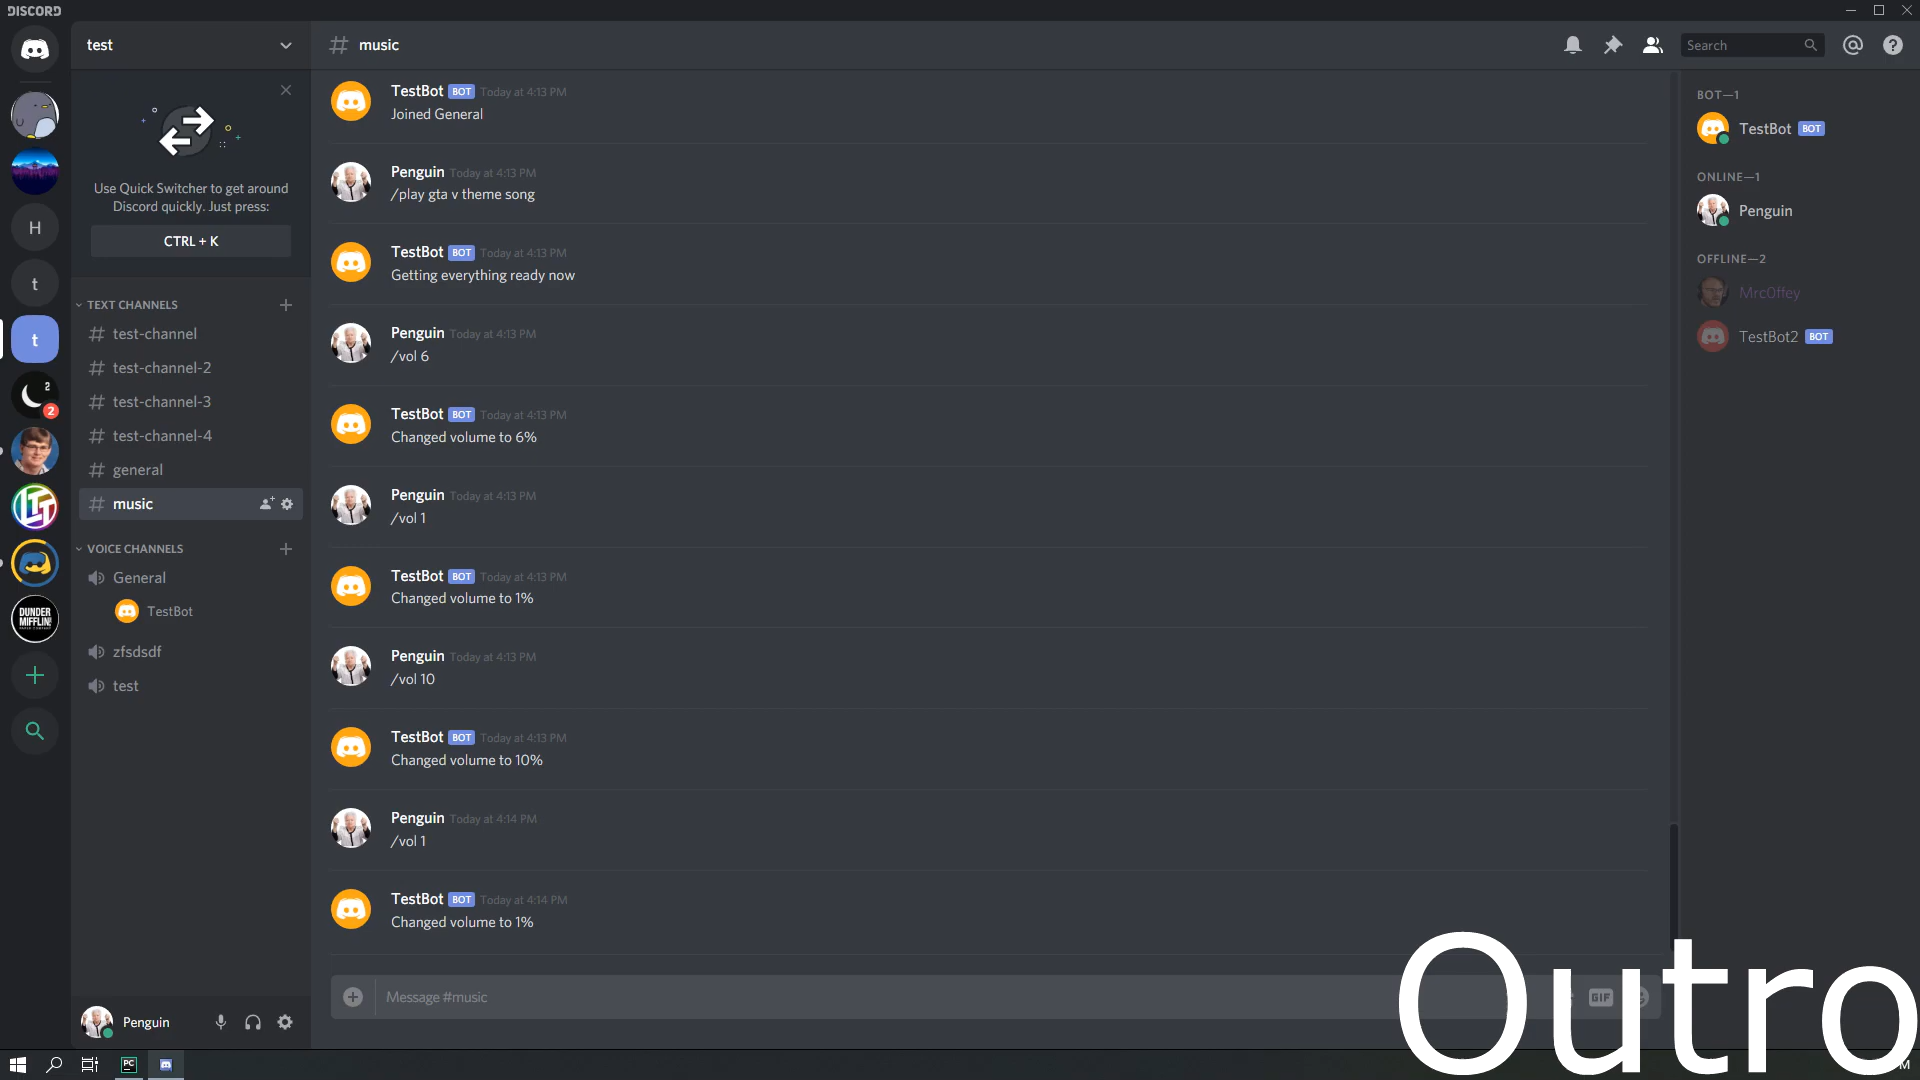 DISCORD
test
music
Search
Use Quick Switcher to get around
Discord quickly. Just press:
CTRL + K
H
t
t
2
2
LTT
DUNDER
MIFFLIN
TEXT CHANNELS
test-channel
test-channel-2
test-channel-3
test-channel-4
general
music
VOICE CHANNELS
General
TestBot
zfsdsdf
test
Penguin
TestBot BOT Today at 4:13 PM
Joined General
Penguin Today at 4:13 PM
/play gta v theme song
TestBot BOT Today at 4:13 PM
Getting everything ready now
Penguin Today at 4:13 PM
/vol 6
TestBot BOT Today at 4:13 PM
Changed volume to 6%
Penguin Today at 4:13 PM
/vol 1
TestBot BOT Today at 4:13 PM
Changed volume to 1%
Penguin Today at 4:13 PM
/vol 10
TestBot BOT Today at 4:13 PM
Changed volume to 10%
Penguin Today at 4:14 PM
/vol 1
TestBot BOT Today at 4:14 PM
Changed volume to 1%
Message #music
GIF
BOT—1
TestBot BOT
ONLINE—1
Penguin
OFFLINE—2
Mrc0ffey
TestBot2 BOT
PC
Outro